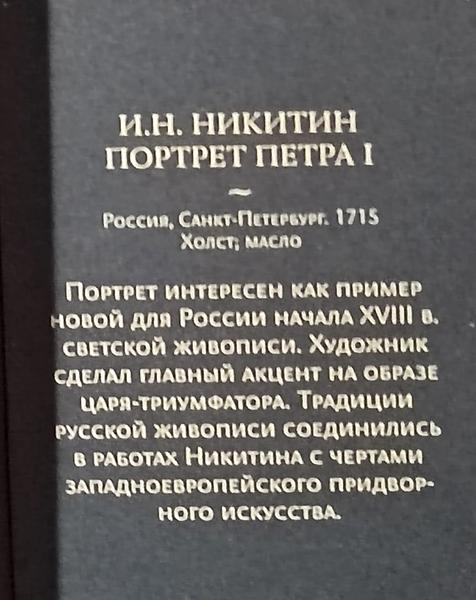 И.Н. НИКИТИН
ПОРТРЕТ ПЕТРА I
~
Россия, Санкт-Петербург. 1715
Холст, масло
Портрет интересен как пример
новой для России начала XVIII в.
светской живописи. Художник
сделал главный акцент на образе
царя-триумфатора. Традиции
русской живописи соединились
в работах Никитина с чертами
западноевропейского придвор-
ного искусства.